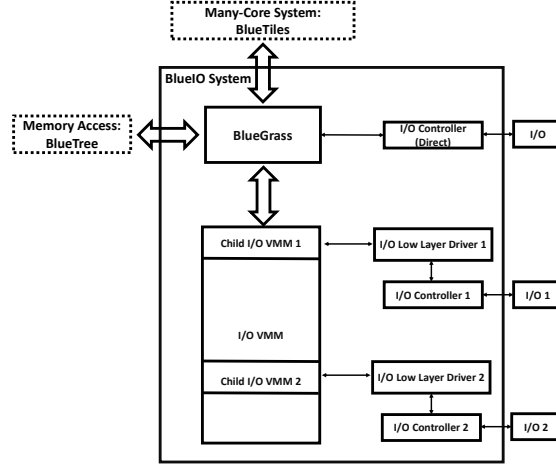 Many-Core System:
BlueTiles
BlueIO System
Memory Access:
BlueTree
BlueGrass
I/O Controller
(Direct)
I/O
Child I/O VMM 1
I/O Low Layer Driver 1
I/O Controller 1
I/O 1
I/O VMM
Child I/O VMM 2
I/O Low Layer Driver 2
I/O Controller 2
I/O 2